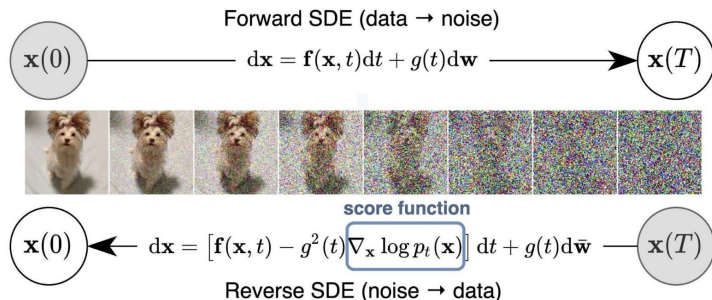 Forward SDE (data → noise)
x(0) dx = f(x, t)dt + g(t)dw x(T)
score function
x(0) dx = [f(x, t) − g²(t)∇ₓ log pₜ(x)] dt + g(t)dw̄ x(T)
Reverse SDE (noise → data)